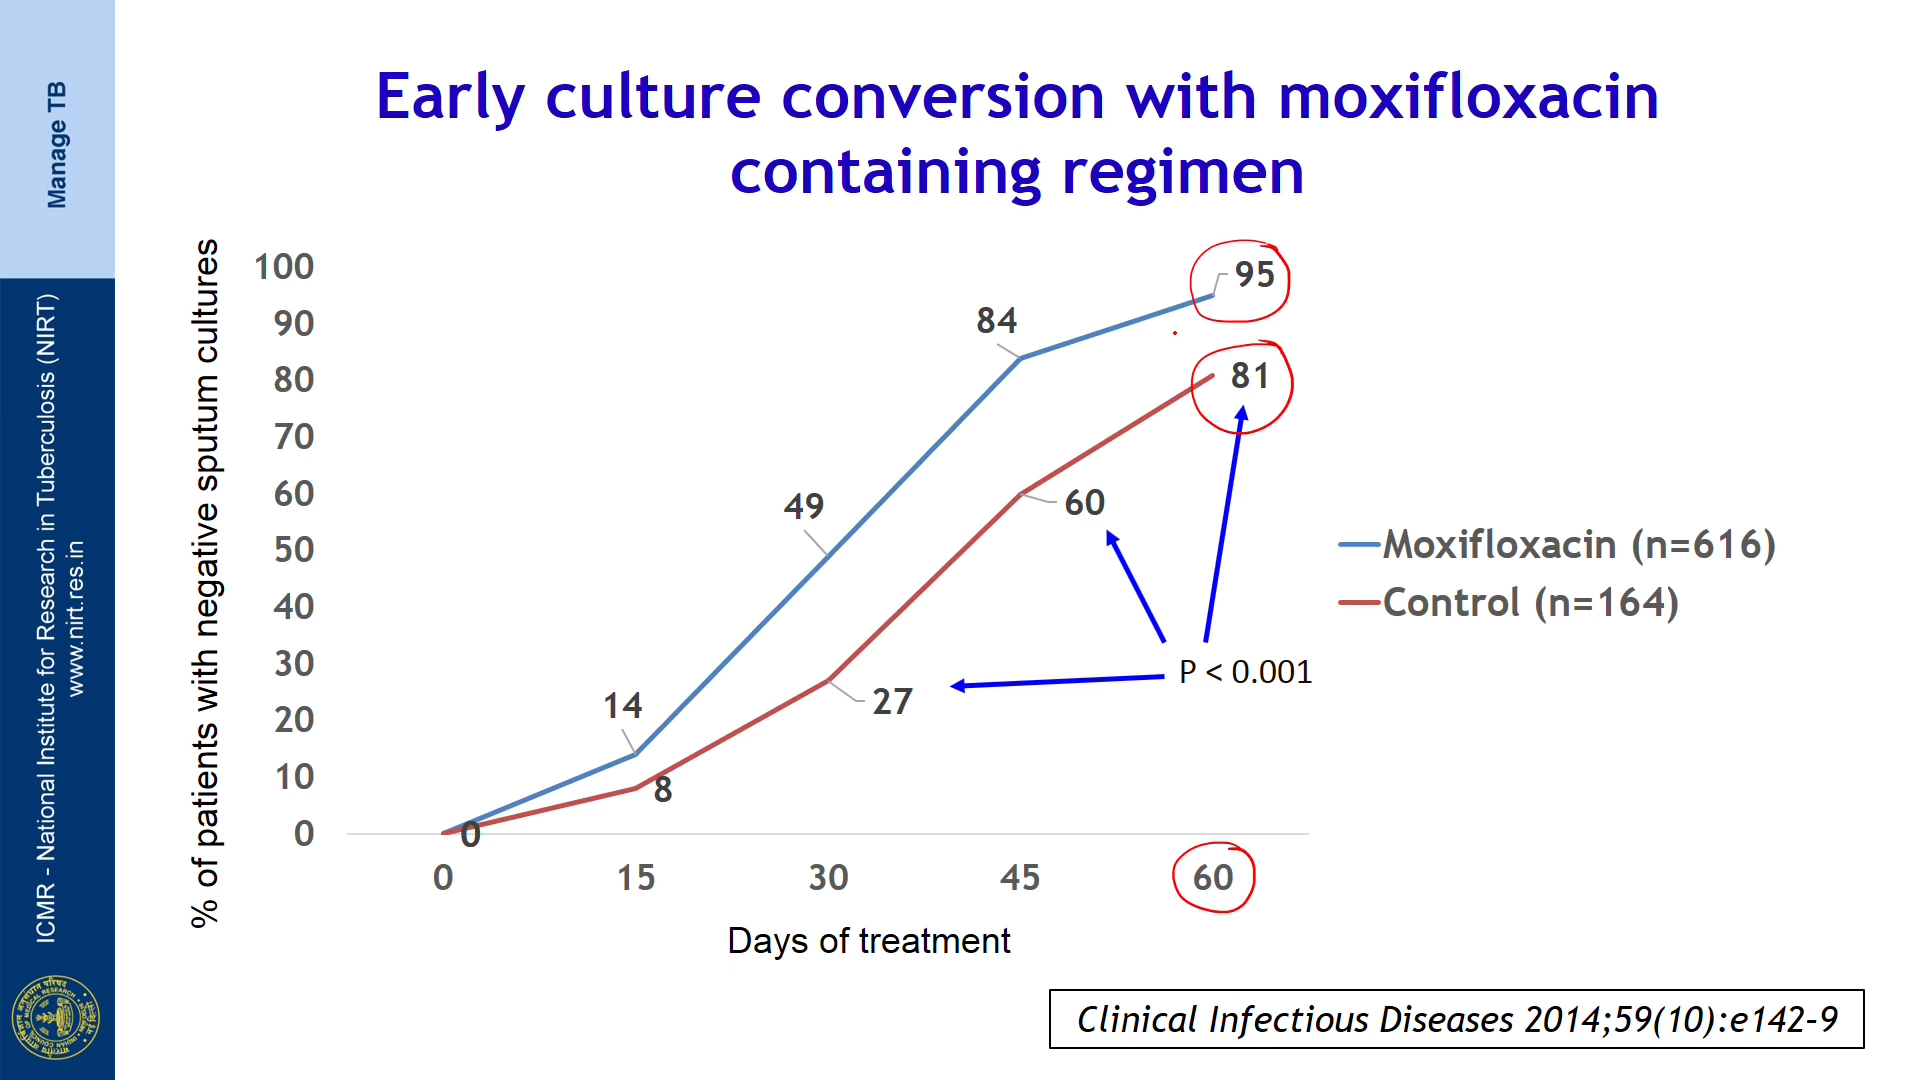 Early culture conversion with moxifloxacin
containing regimen
Manage TB
ICMR - National Institute for Research in Tuberculosis (NIRT)
www.nirt.res.in
% of patients with negative sputum cultures
100
90
80
70
60
50
40
30
20
10
0
95
84
81
49
60
14
27
8
0
P < 0.001
Moxifloxacin (n=616)
Control (n=164)
0 15 30 45 60
Days of treatment
Clinical Infectious Diseases 2014;59(10):e142-9